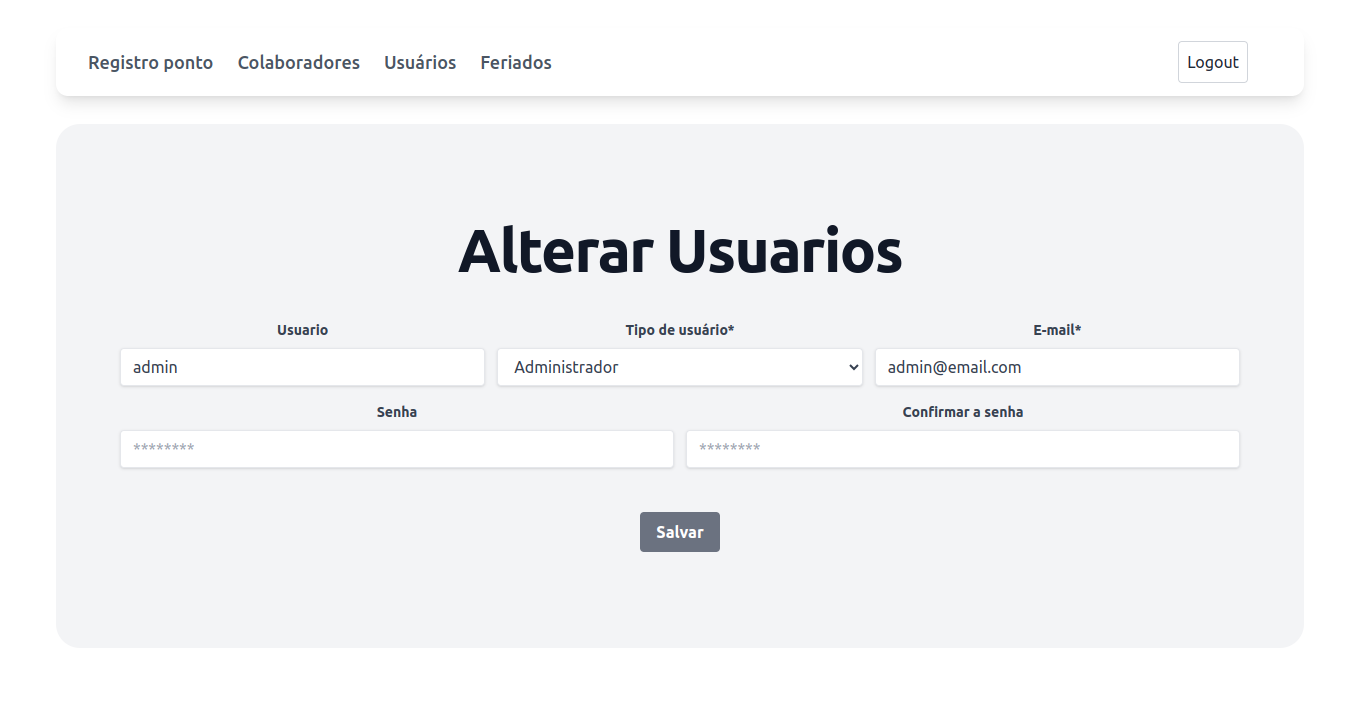 Registro ponto Colaboradores Usuários Feriados Logout
Alterar Usuarios
Usuario Tipo de usuário* E-mail*
admin Administrador admin@email.com
Senha Confirmar a senha
******** ********
Salvar